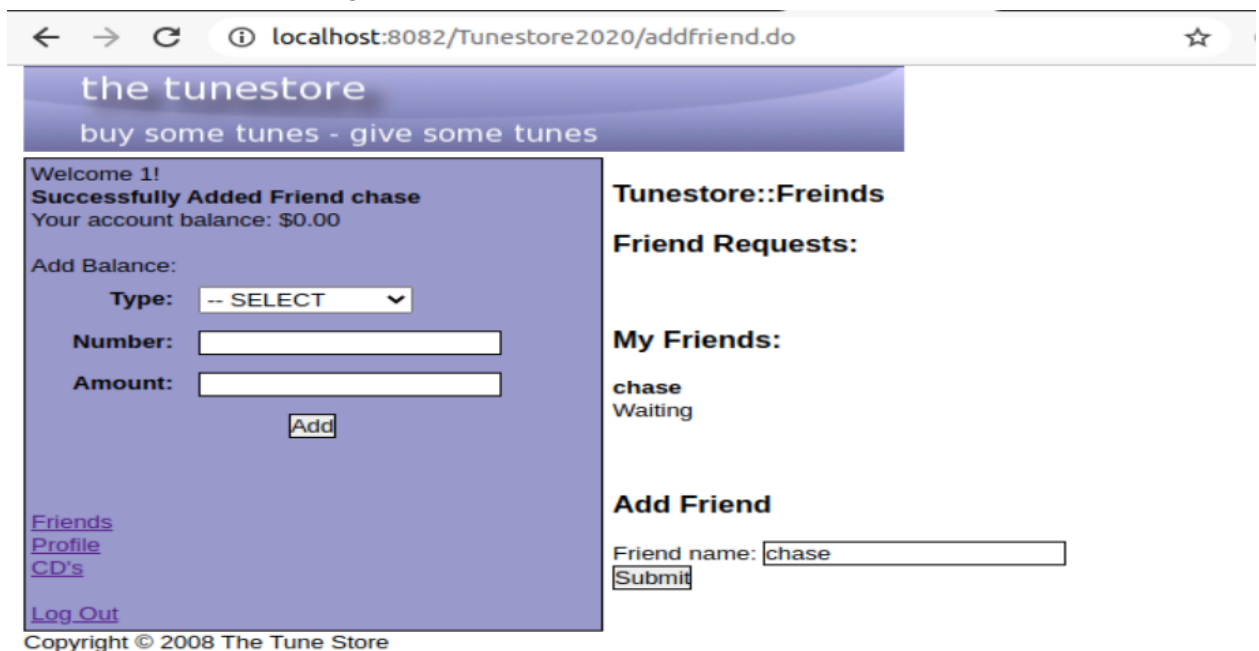 localhost:8082/Tunestore2020/addfriend.do
the tunestore
buy some tunes - give some tunes
Welcome 1!
Successfully Added Friend chase
Your account balance: $0.00
Add Balance:
Type: -- SELECT
Number:
Amount:
Add
Friends
Profile
CD's
Log Out
Tunestore::Freinds
Friend Requests:
My Friends:
chase
Waiting
Add Friend
Friend name: chase
Submit
Copyright © 2008 The Tune Store